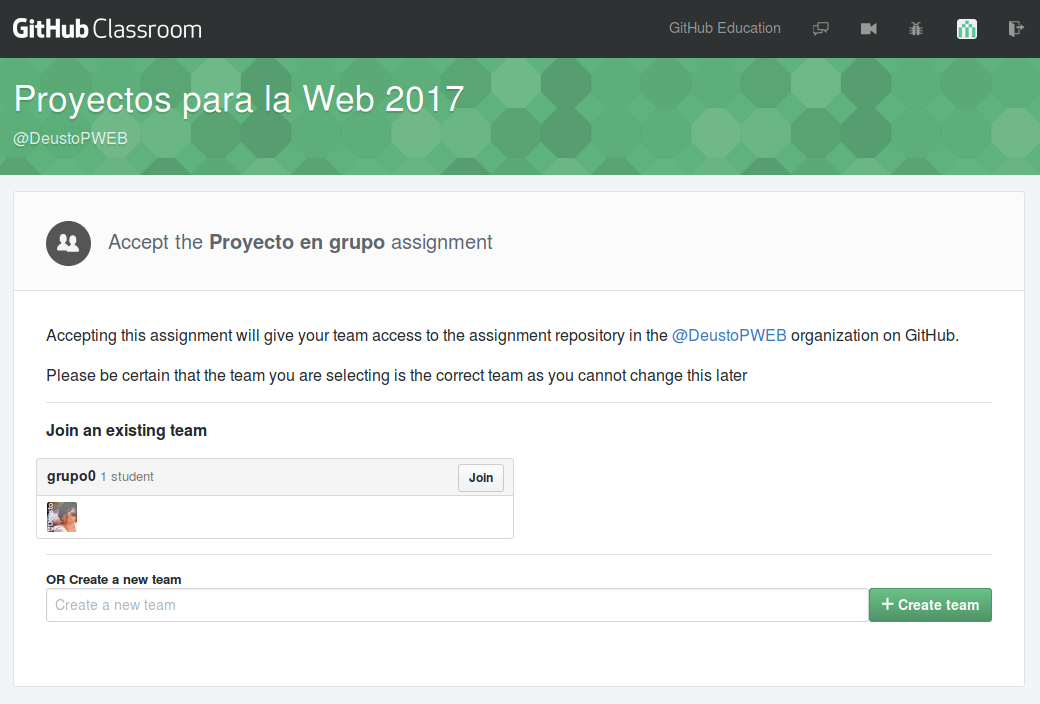 GitHub Classroom
GitHub Education
Proyectos para la Web 2017
@DeustoPWEB
Accept the Proyecto en grupo assignment
Accepting this assignment will give your team access to the assignment repository in the @DeustoPWEB organization on GitHub.
Please be certain that the team you are selecting is the correct team as you cannot change this later
Join an existing team
grupo0 1 student
Join
OR Create a new team
Create a new team
+ Create team